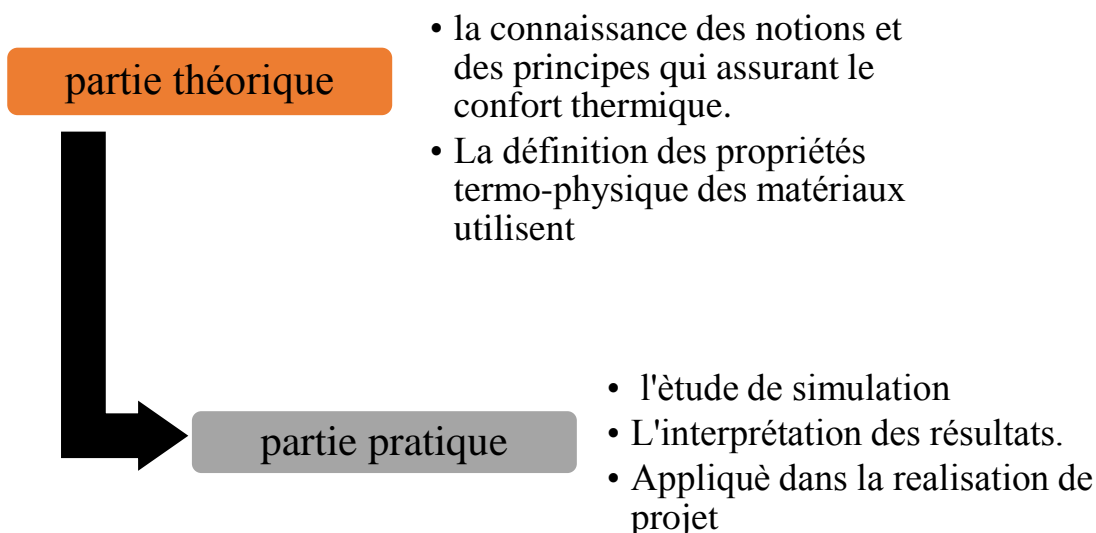 partie théorique
• la connaissance des notions et
des principes qui assurant le
confort thermique.
• La définition des propriétés
termo-physique des matériaux
utilisent
partie pratique
• l'ètude de simulation
• L'interprétation des résultats.
• Appliquè dans la realisation de
projet